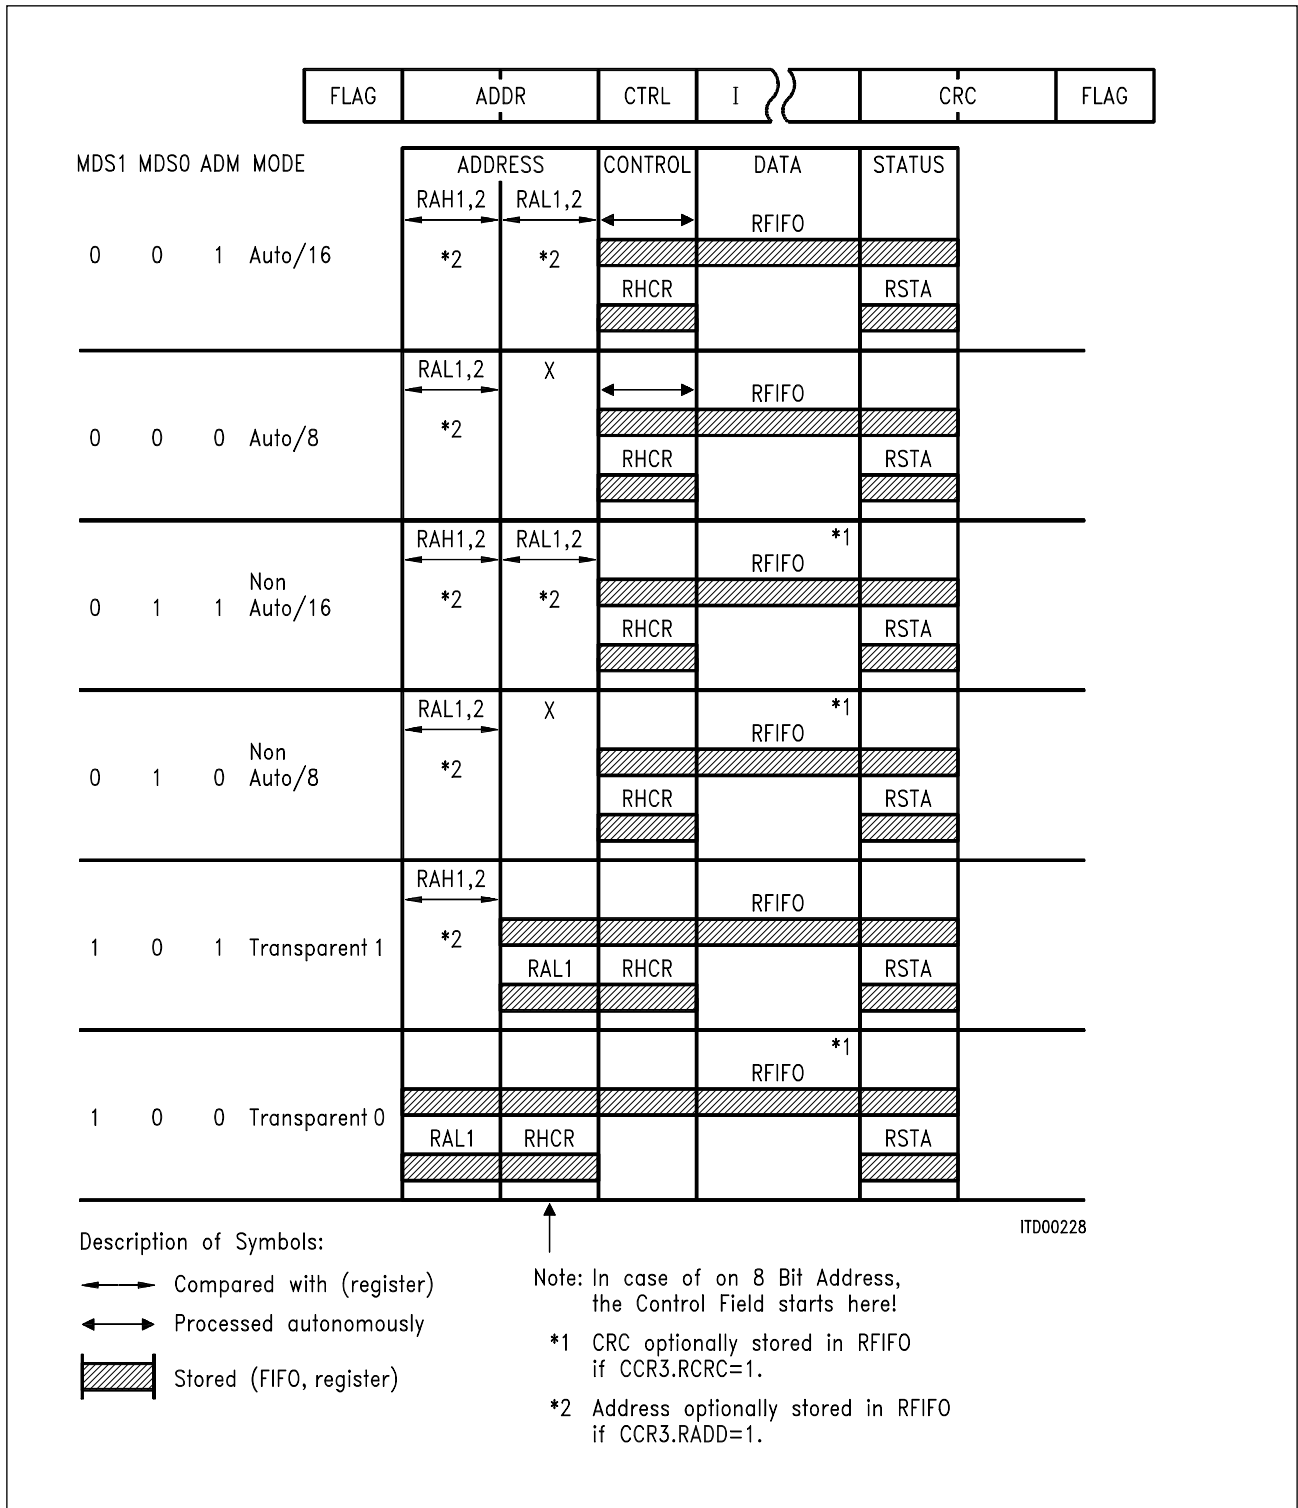 FLAG ADDR CTRL I CRC FLAG
MDS1 MDS0 ADM MODE ADDRESS CONTROL DATA STATUS
RAH1,2 RAL1,2
RFIFO
0 0 1 Auto/16 *2 *2
RHCR RSTA
RAL1,2 X
RFIFO
*2
0 0 0 Auto/8
RHCR RSTA
*1
RAH1,2 RAL1,2
RFIFO
Non
0 1 1 Auto/16 *2 *2
RHCR RSTA
*1
RAL1,2 X
RFIFO
Non
*2
0 1 0 Auto/8
RHCR RSTA
RAH1,2
RFIFO
*2
1 0 1 Transparent 1
RAL1 RHCR RSTA
*1
RFIFO
1 0 0 Transparent 0
RAL1 RHCR RSTA
ITD00228
Description of Symbols:
Compared with (register)
Processed autonomously
Stored (FIFO, register)
Note: In case of on 8 Bit Address,
the Control Field starts here!
*1 CRC optionally stored in RFIFO
if CCR3.RCRC=1.
*2 Address optionally stored in RFIFO
if CCR3.RADD=1.